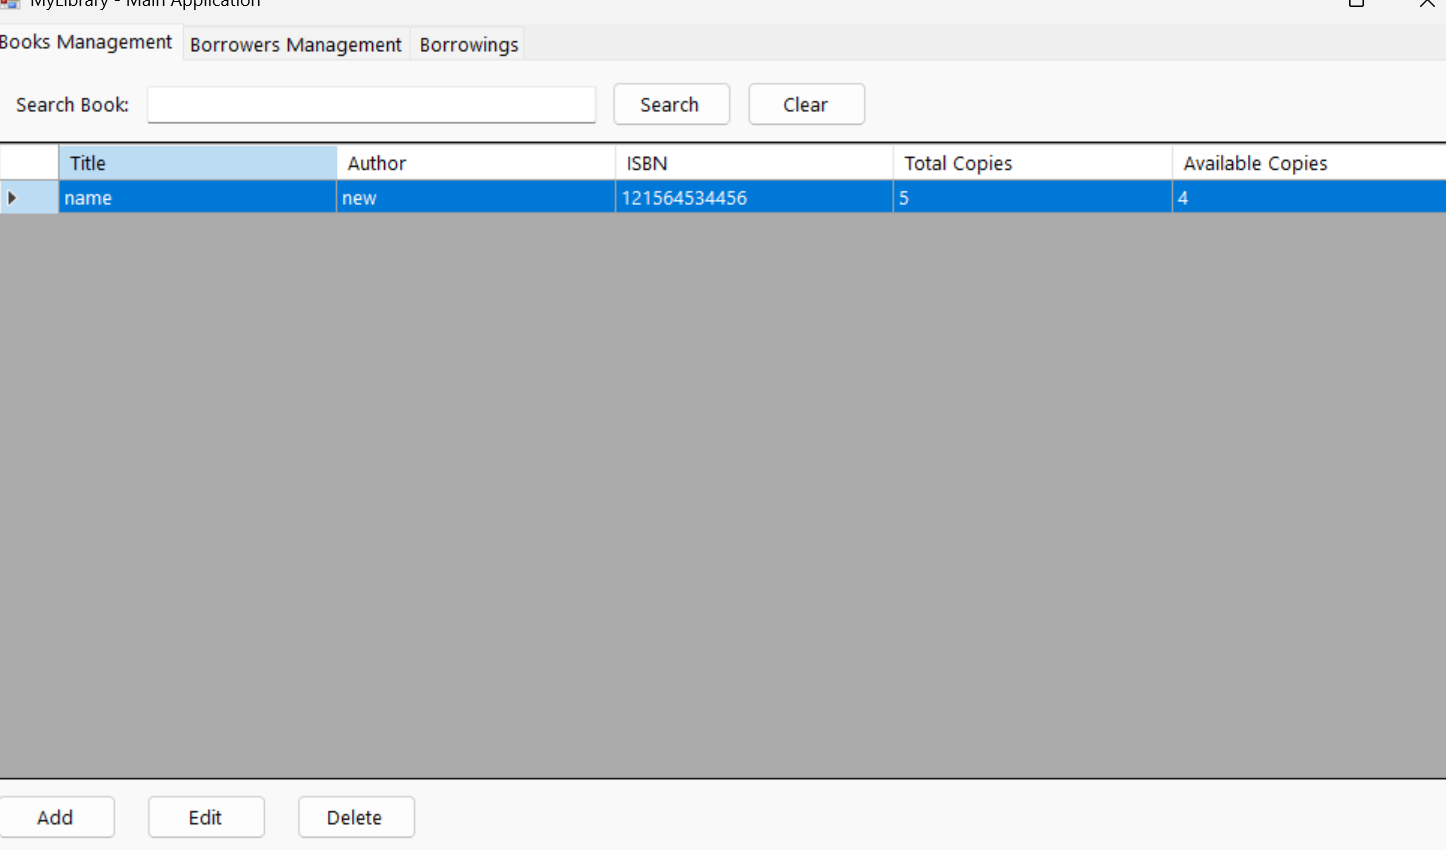 MyLibrary - Main Application
Books Management Borrowers Management Borrowings
Search Book: Search Clear
Title Author ISBN Total Copies Available Copies
name new 121564534456 5 4
Add Edit Delete